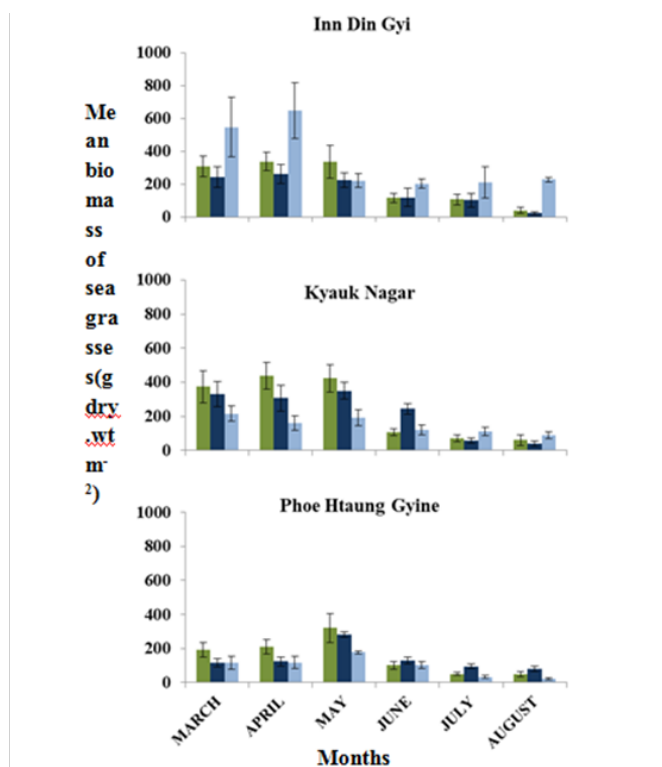 Inn Din Gyi
1000
800
600
400
200
0
Me
an
bio
ma
ss
of
sea
gra
sse
s(g
dry
.wt
m-
2)
Kyauk Nagar
1000
800
600
400
200
0
Phoe Htaung Gyine
1000
800
600
400
200
0
MARCH APRIL MAY JUNE JULY AUGUST
Months